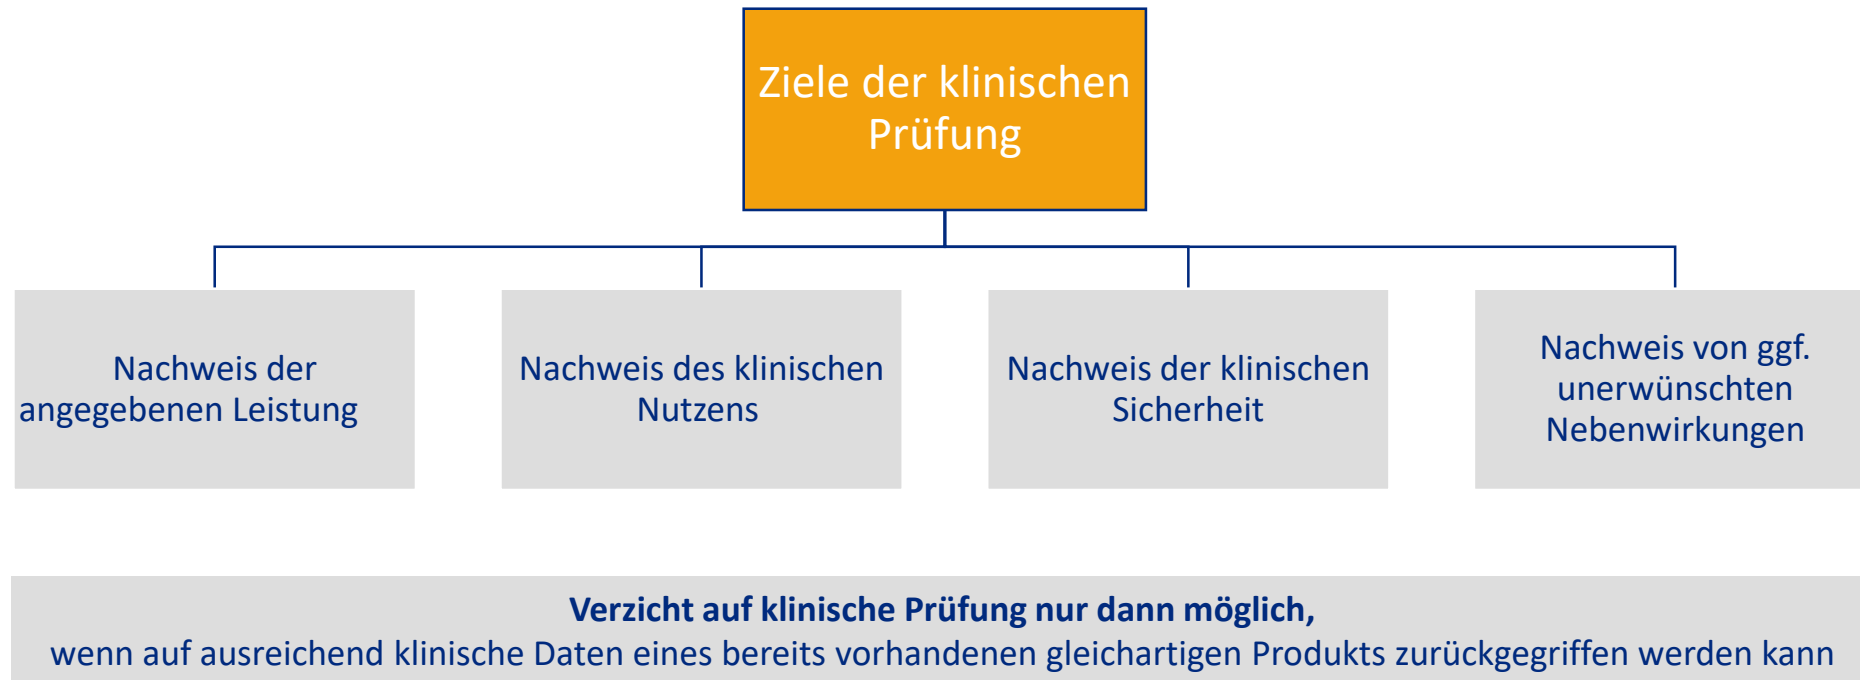 Ziele der klinischen
Prüfung
Nachweis der
angegebenen Leistung
Nachweis des klinischen
Nutzens
Nachweis der klinischen
Sicherheit
Nachweis von ggf.
unerwünschten
Nebenwirkungen
Verzicht auf klinische Prüfung nur dann möglich,
wenn auf ausreichend klinische Daten eines bereits vorhandenen gleichartigen Produkts zurückgegriffen werden kann